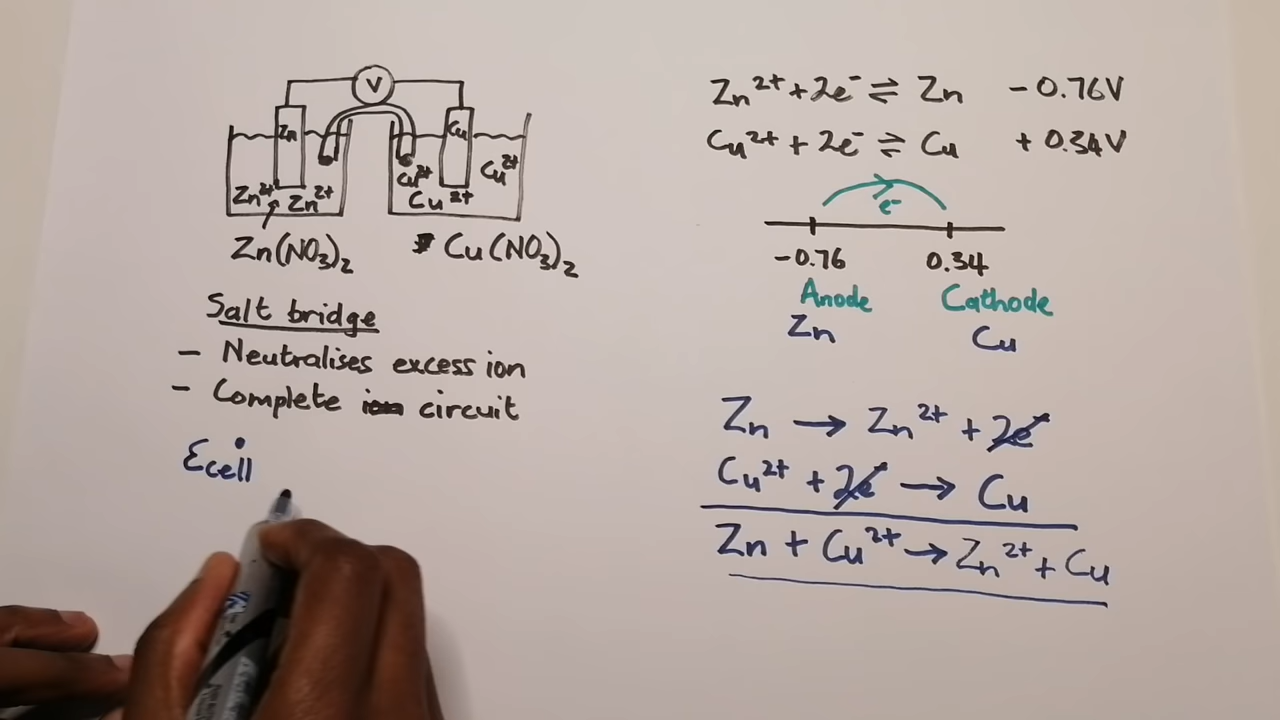 V
Zn
Cu
Zn²⁺ Zn²⁺
Cu²⁺ Cu²⁺
Cu²⁺
Zn(NO₃)₂
Cu(NO₃)₂
Salt bridge
- Neutralises excess ion
- Complete circuit
Ɛcell°
Zn²⁺ + 2e⁻ ⇌ Zn -0.76V
Cu²⁺ + 2e⁻ ⇌ Cu +0.34V
e⁻
-0.76 0.34
Anode Cathode
Zn Cu
Zn → Zn²⁺ + 2e⁻
Cu²⁺ + 2e⁻ → Cu
Zn + Cu²⁺ → Zn²⁺ + Cu